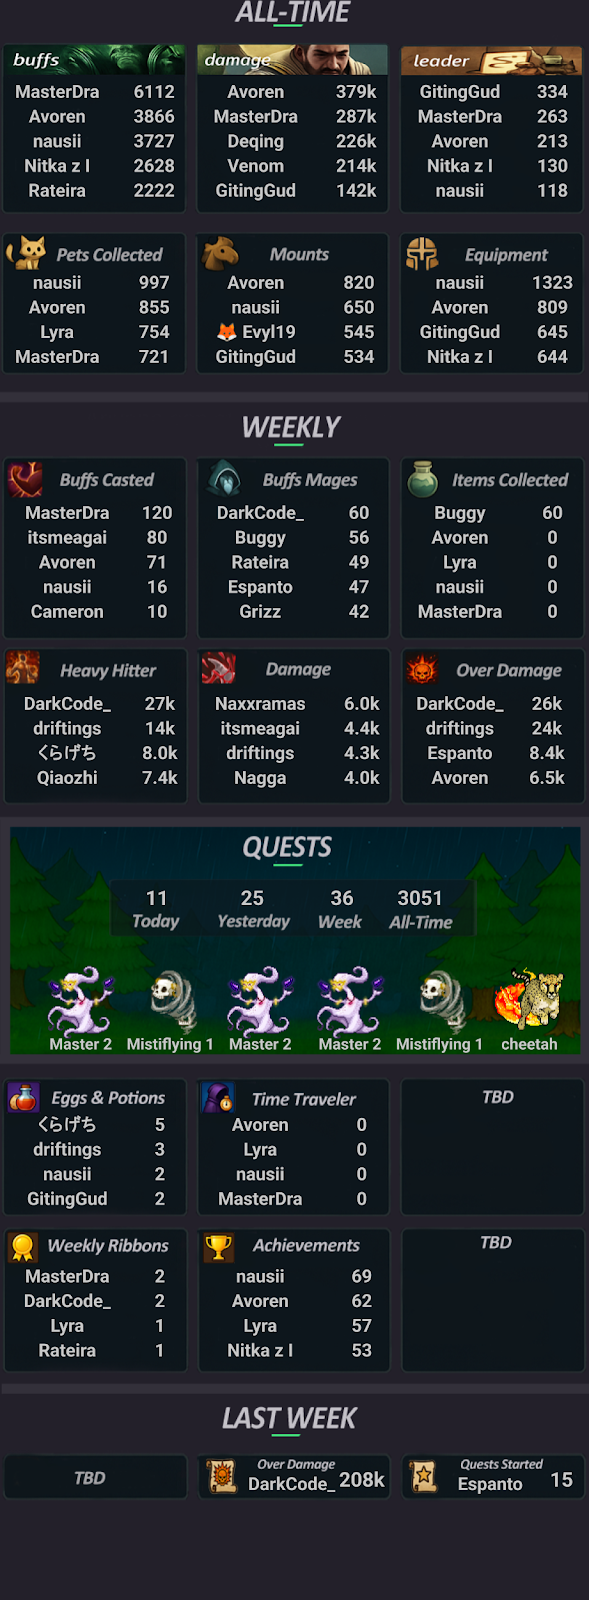 ALL-TIME
buffs
MasterDra 6112
Avoren 3866
nausii 3727
Nitka z l 2628
Rateira 2222
damage
Avoren 379k
MasterDra 287k
Deqing 226k
Venom 214k
GitingGud 142k
leader
GitingGud 334
MasterDra 263
Avoren 213
Nitka z l 130
nausii 118
Pets Collected
nausii 997
Avoren 855
Lyra 754
MasterDra 721
Mounts
Avoren 820
nausii 650
🦊 Evyl19 545
GitingGud 534
Equipment
nausii 1323
Avoren 809
GitingGud 645
Nitka z l 644
WEEKLY
Buffs Casted
MasterDra 120
itsmeagai 80
Avoren 71
nausii 16
Cameron 10
Buffs Mages
DarkCode_ 60
Buggy 56
Rateira 49
Espanto 47
Grizz 42
Items Collected
Buggy 60
Avoren 0
Lyra 0
nausii 0
MasterDra 0
Heavy Hitter
DarkCode_ 27k
driftings 14k
くらげち 8.0k
Qiaozhi 7.4k
Damage
Naxxramas 6.0k
itsmeagai 4.4k
driftings 4.3k
Nagga 4.0k
Over Damage
DarkCode_ 26k
driftings 24k
Espanto 8.4k
Avoren 6.5k
QUESTS
11 25 36 3051
Today Yesterday Week All-Time
Master 2 Mistiflying 1 Master 2 Master 2 Mistiflying 1 cheetah
Eggs & Potions
くらげち 5
driftings 3
nausii 2
GitingGud 2
Time Traveler
Avoren 0
Lyra 0
nausii 0
MasterDra 0
TBD
Weekly Ribbons
MasterDra 2
DarkCode_ 2
Lyra 1
Rateira 1
Achievements
nausii 69
Avoren 62
Lyra 57
Nitka z l 53
TBD
LAST WEEK
TBD
Over Damage
DarkCode_ 208k
Quests Started
Espanto 15